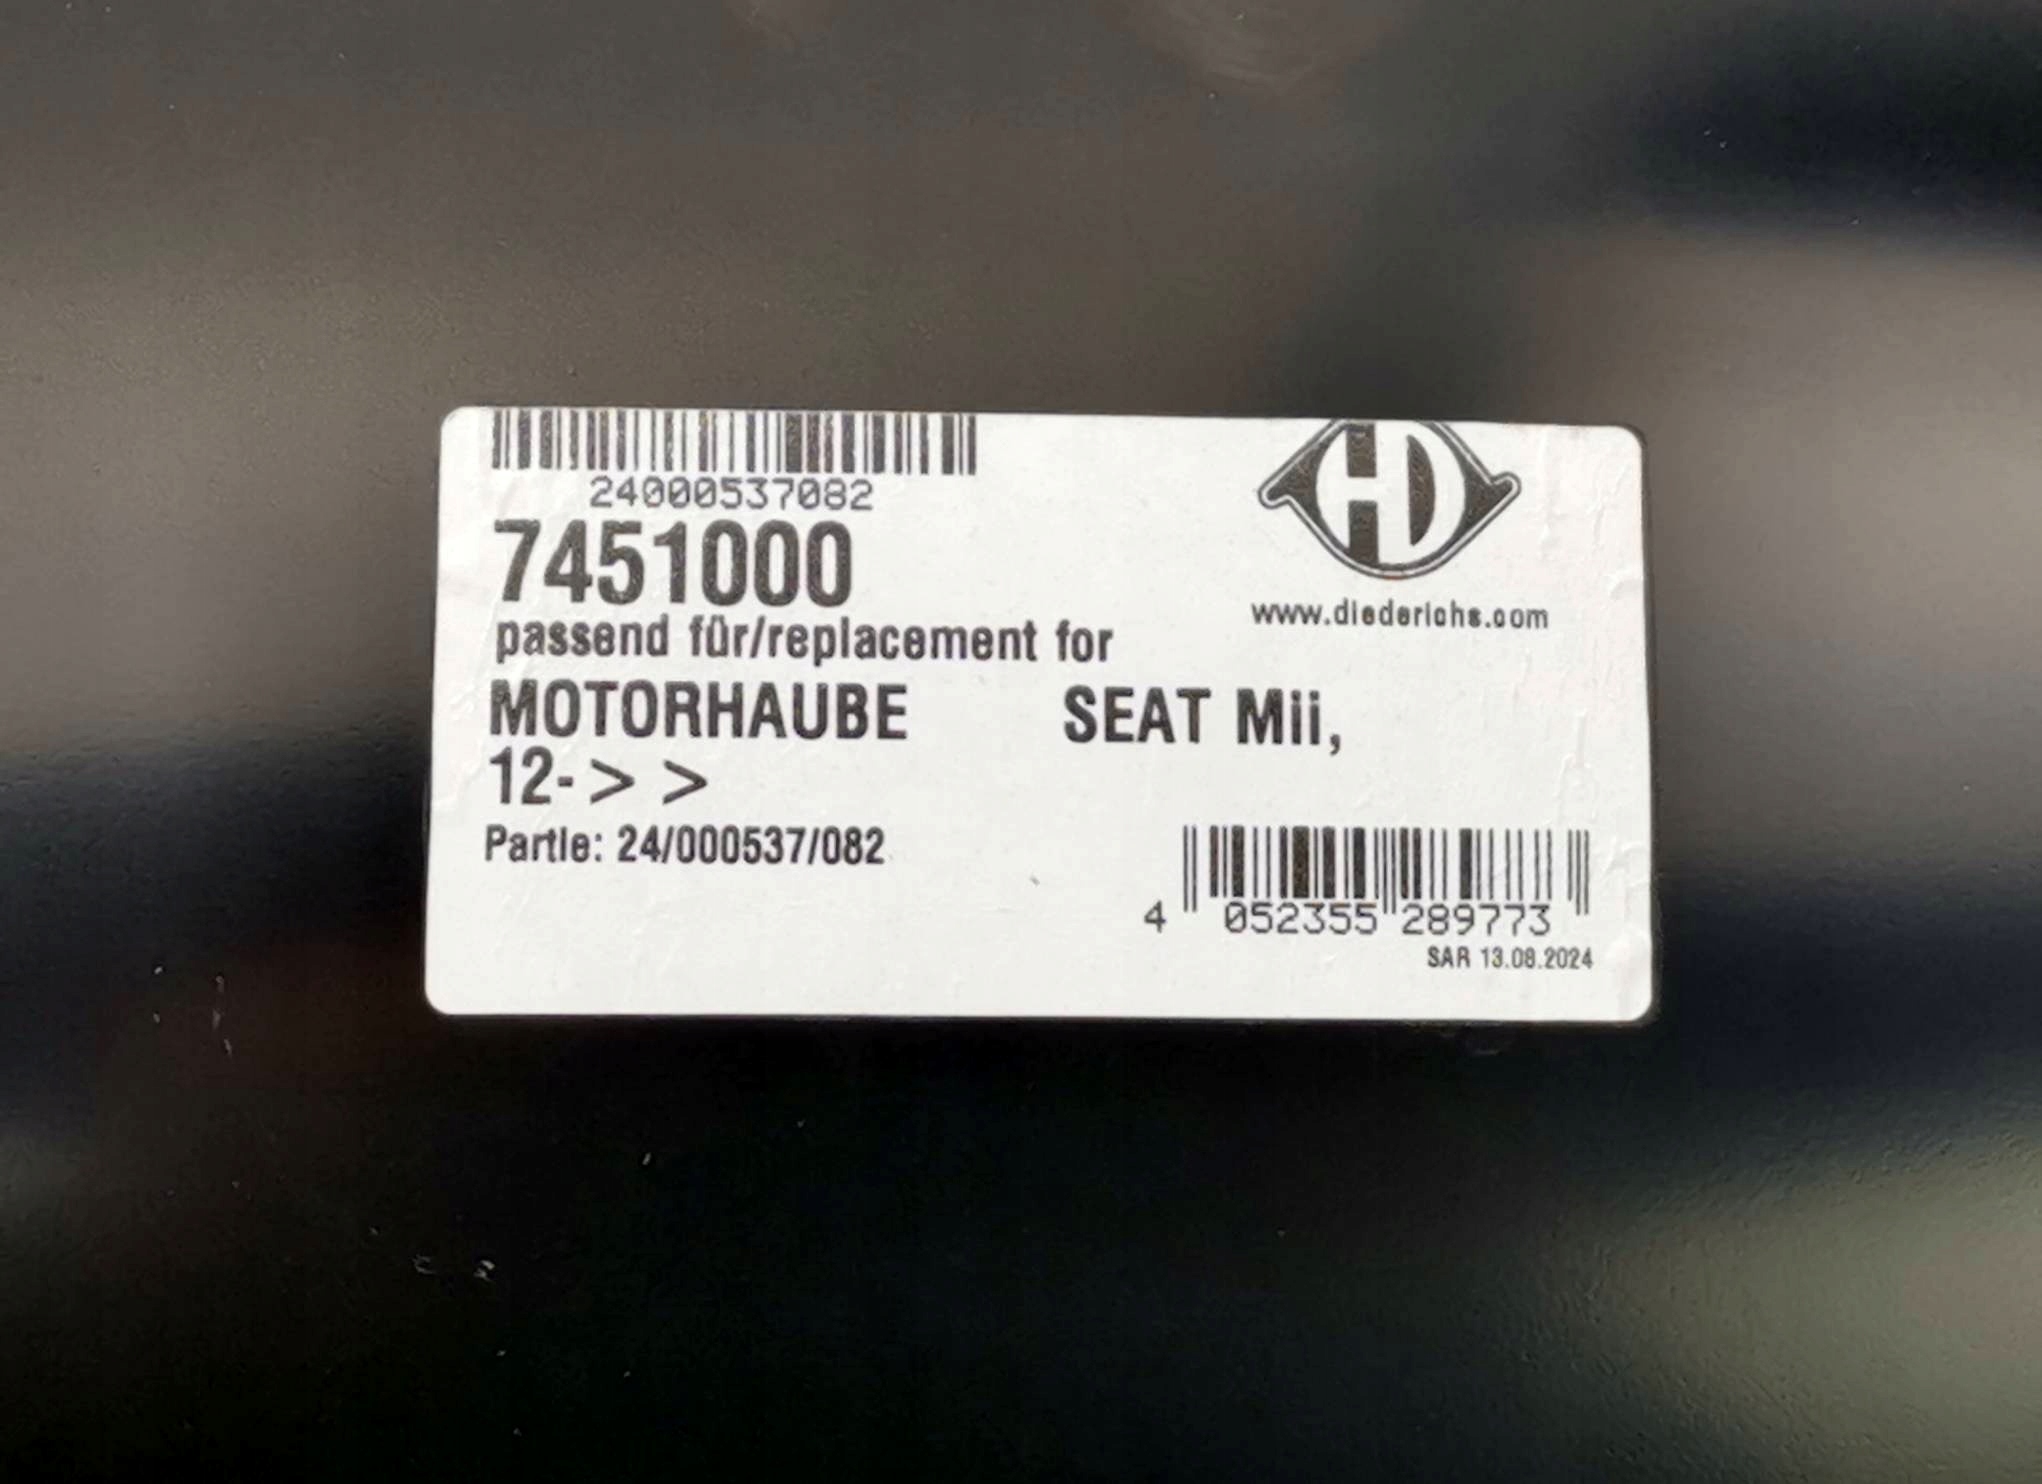 24000537082
7451000
HD
www.diederichs.com
passend für/replacement for
MOTORHAUBE SEAT Mii,
12-> >
Partie: 24/000537/082
4 052355 289773
SAR 13.08.2024